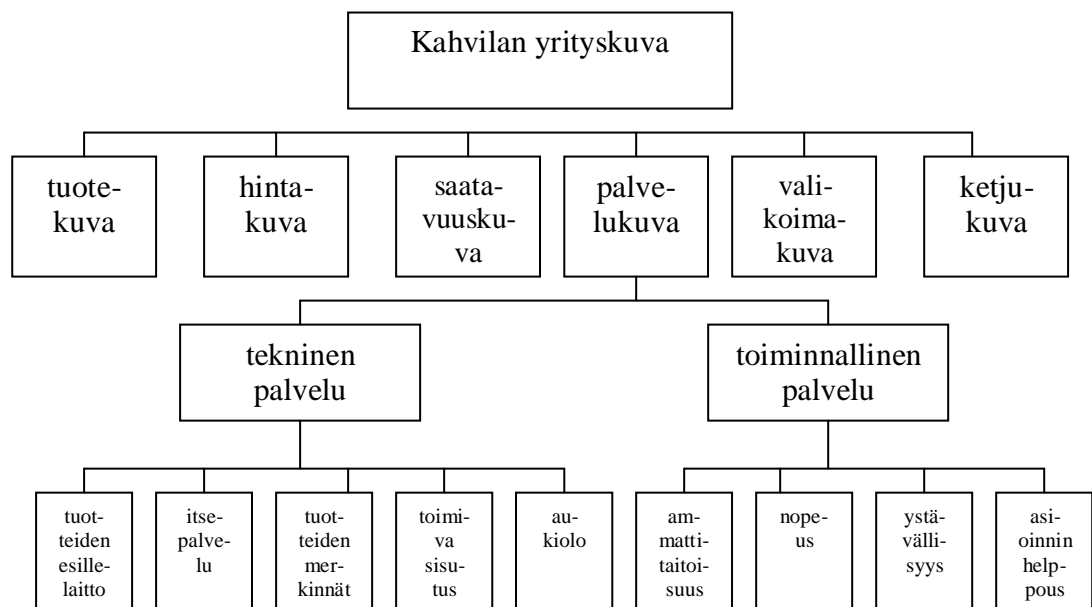 Kahvilan yrityskuva
tuote-
kuva
hinta-
kuva
saata-
vuusku-
va
palve-
lukuva
vali-
koima-
kuva
ketju-
kuva
tekninen
palvelu
toiminnallinen
palvelu
tuot-
teiden
esille-
laitto
itse-
palve-
lu
tuot-
teiden
mer-
kinnät
toimi-
va
sisu-
tus
au-
kiolo
am-
matti-
taitoi-
suus
nope-
us
ystä-
välli-
syys
asi-
oinnin
help-
pous